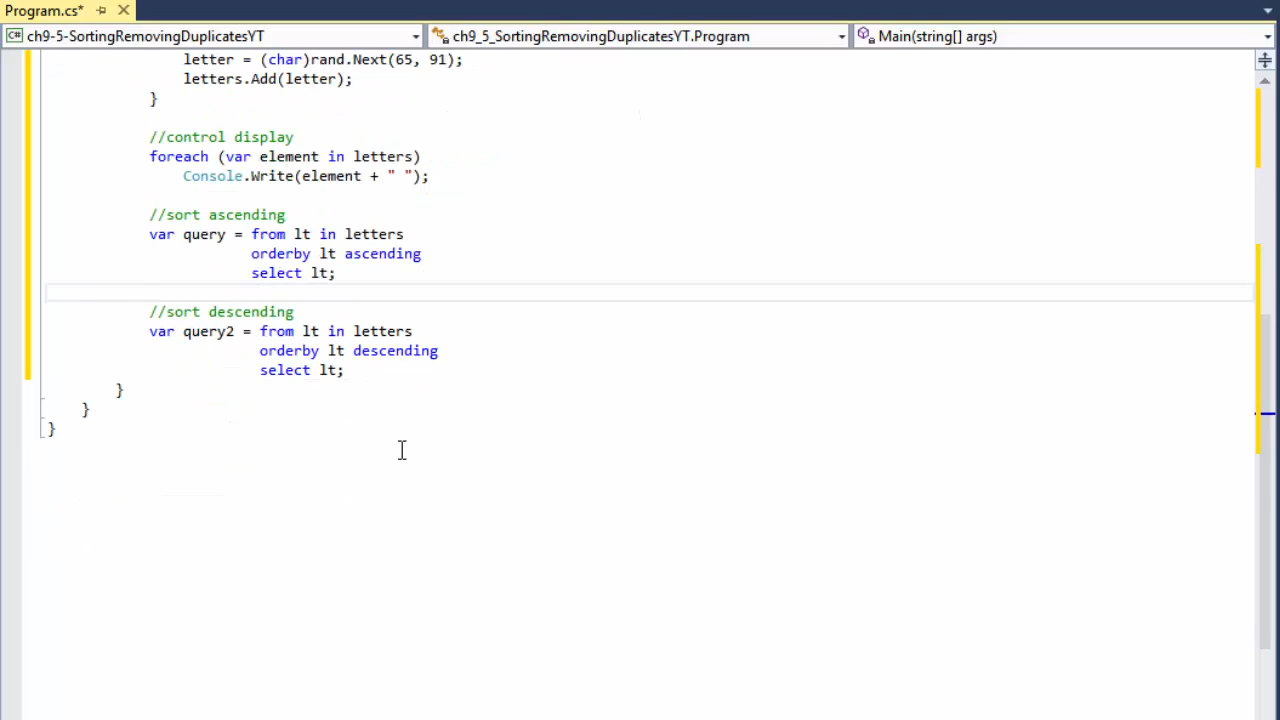 Program.cs*
ch9-5-SortingRemovingDuplicatesYT ch9_5_SortingRemovingDuplicatesYT.Program Main(string[] args)
letter = (char)rand.Next(65, 91);
letters.Add(letter);
}
//control display
foreach (var element in letters)
Console.Write(element + " ");
//sort ascending
var query = from lt in letters
orderby lt ascending
select lt;
//sort descending
var query2 = from lt in letters
orderby lt descending
select lt;
}
}
}